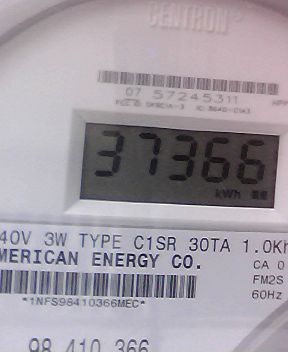 CENTRON
07 57245311
37366
kWh
40V 3W TYPE C1SR 30TA 1.0Kh
MERICAN ENERGY CO.
CA 0
FM2S
60Hz
*1NFS98410366MEC*
98 410 366